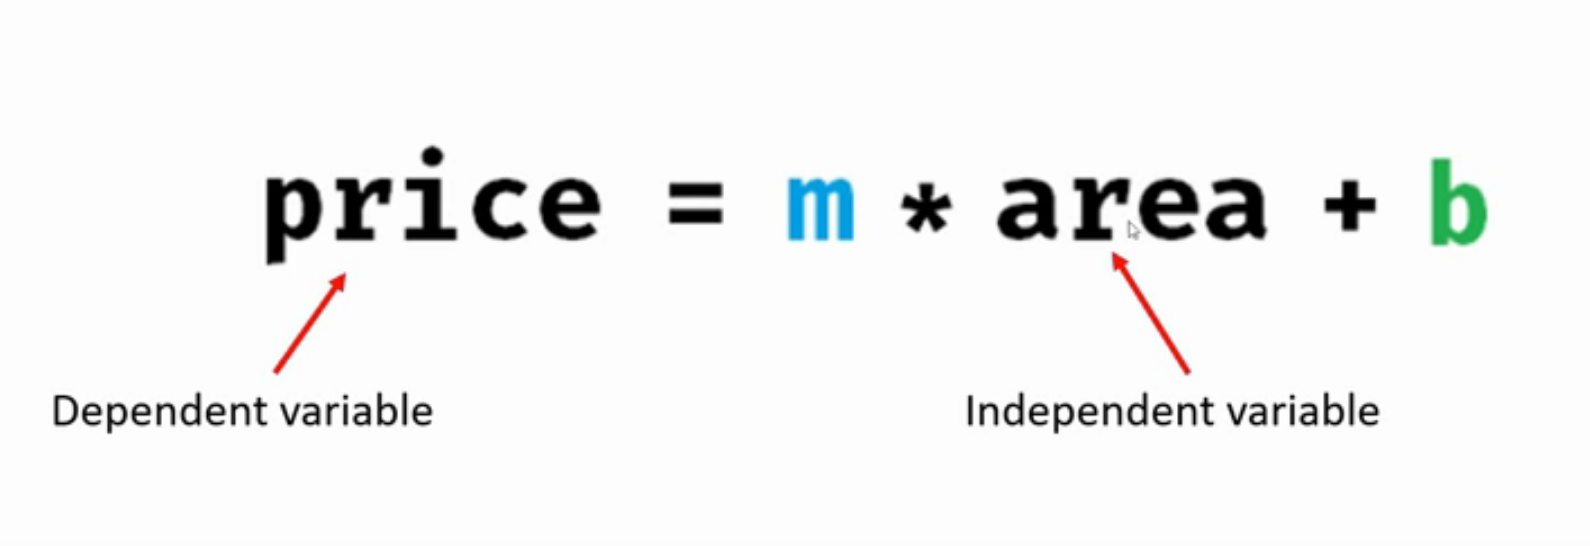 price = m * area + b
Dependent variable
Independent variable